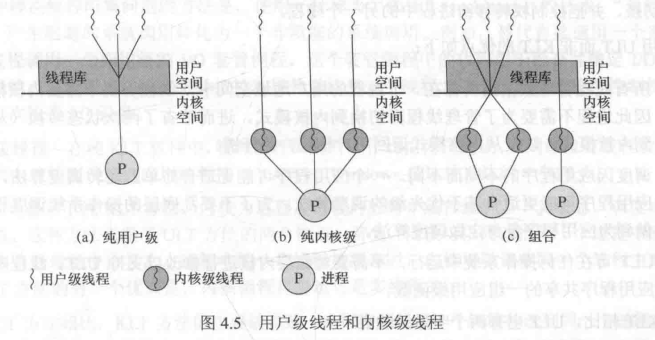 线程库
用户
空间
内核
空间
P
(a) 纯用户级
用户
空间
内核
空间
P
(b) 纯内核级
线程库
用户
空间
内核
空间
P
P
(c) 组合
用户级线程
内核级线程
P
进程
图 4.5 用户级线程和内核级线程